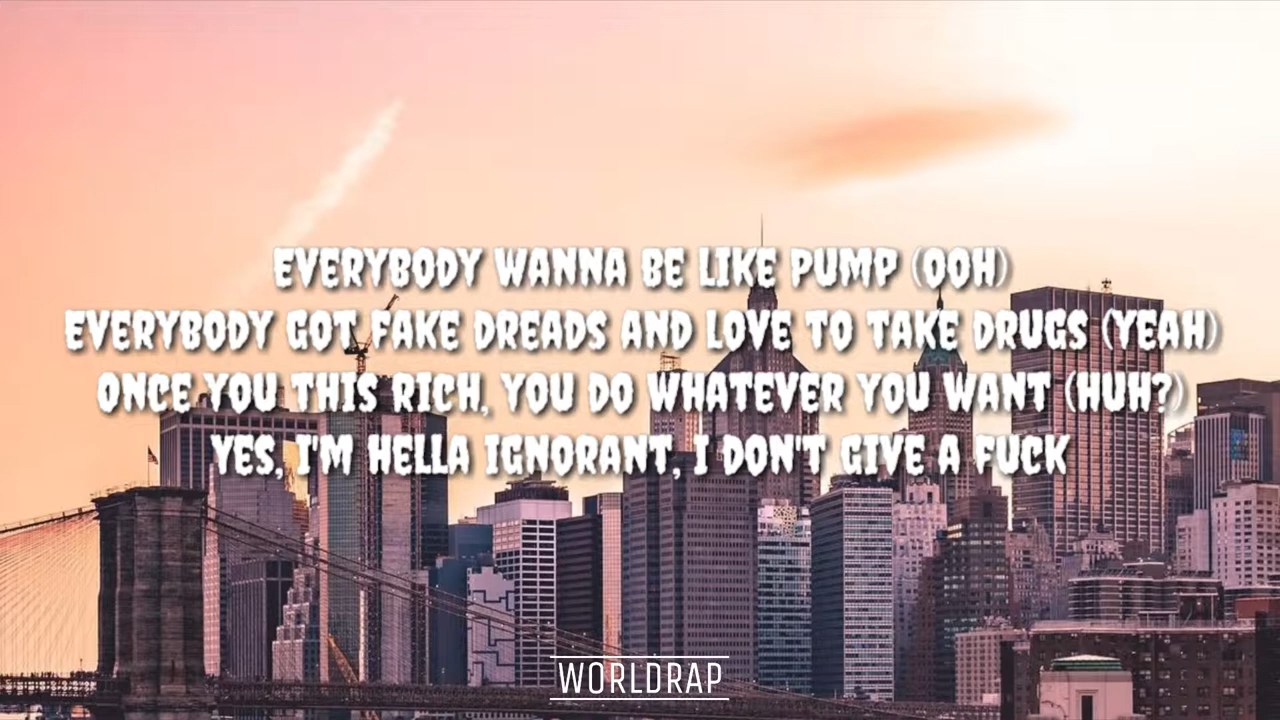 EVERYBODY WANNA BE LIKE PUMP (OOH)
EVERYBODY GOT FAKE DREADS AND LOVE TO TAKE DRUGS (YEAH)
ONCE YOU THIS RICH, YOU DO WHATEVER YOU WANT (HUH?)
YES, I'M HELLA IGNORANT, I DON'T GIVE A FUCK
WORLDRAP